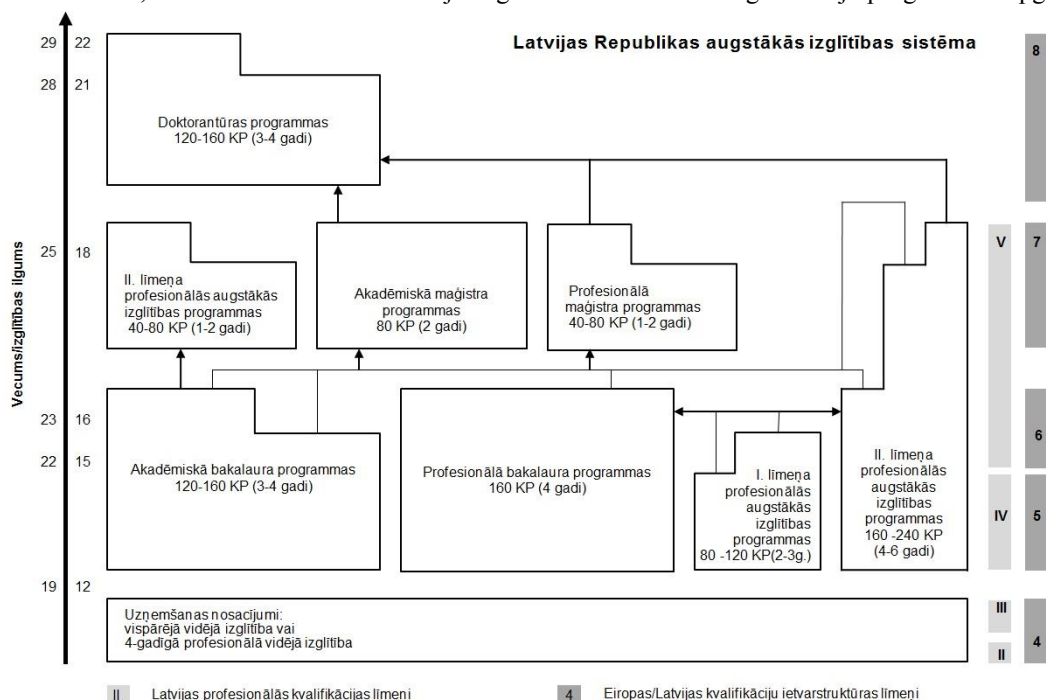 Latvijas Republikas augstākās izglītības sistēma
Vecums/izglītības ilgums
29 22
28 21
25 18
23 16
22 15
19 12
Doktorantūras programmas
120-160 KP (3-4 gadi)
II. līmeņa
profesionālās augstākās
izglītības programmas
40-80 KP (1-2 gadi)
Akadēmiskā maģistra
programmas
80 KP (2 gadi)
Profesionālā
maģistra programmas
40-80 KP (1-2 gadi)
Akadēmiskā bakalaura programmas
120-160 KP (3-4 gadi)
Profesionālā bakalaura programmas
160 KP (4 gadi)
I. līmeņa
profesionālās
augstākās
izglītības
programmas
80 -120 KP(2-3g.)
II. līmeņa
profesionālās
augstākās
izglītības
programmas
160 -240 KP
(4-6 gadi)
Uzņemšanas nosacījumi:
vispārējā vidējā izglītība vai
4-gadīgā profesionālā vidējā izglītība
V
IV
III
II
8
7
6
5
4
II Latvijas profesionālās kvalifikācijas līmeņi
4 Eiropas/Latvijas kvalifikāciju ietvarstruktūras līmeņi